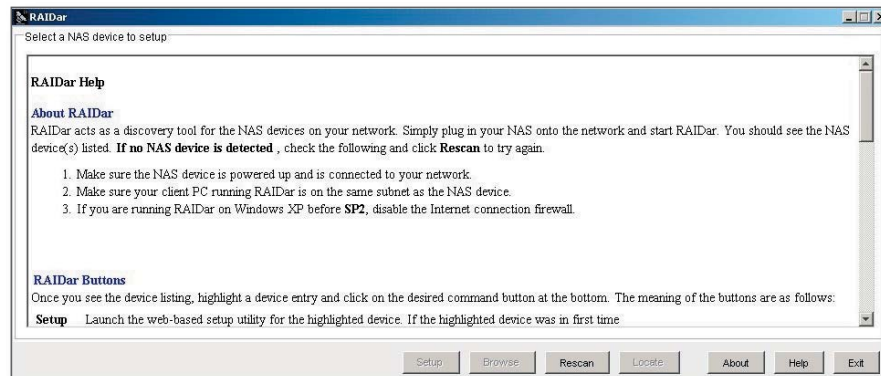 RAIDar
Select a NAS device to setup
RAIDar Help
About RAIDar
RAIDar acts as a discovery tool for the NAS devices on your network. Simply plug in your NAS onto the network and start RAIDar. You should see the NAS
device(s) listed. If no NAS device is detected , check the following and click Rescan to try again.
1. Make sure the NAS device is powered up and is connected to your network.
2. Make sure your client PC running RAIDar is on the same subnet as the NAS device.
3. If you are running RAIDar on Windows XP before SP2, disable the Internet connection firewall.
RAIDar Buttons
Once you see the device listing, highlight a device entry and click on the desired command button at the bottom. The meaning of the buttons are as follows:
Setup Launch the web-based setup utility for the highlighted device. If the highlighted device was in first time
Setup Browse Rescan Locate About Help Exit